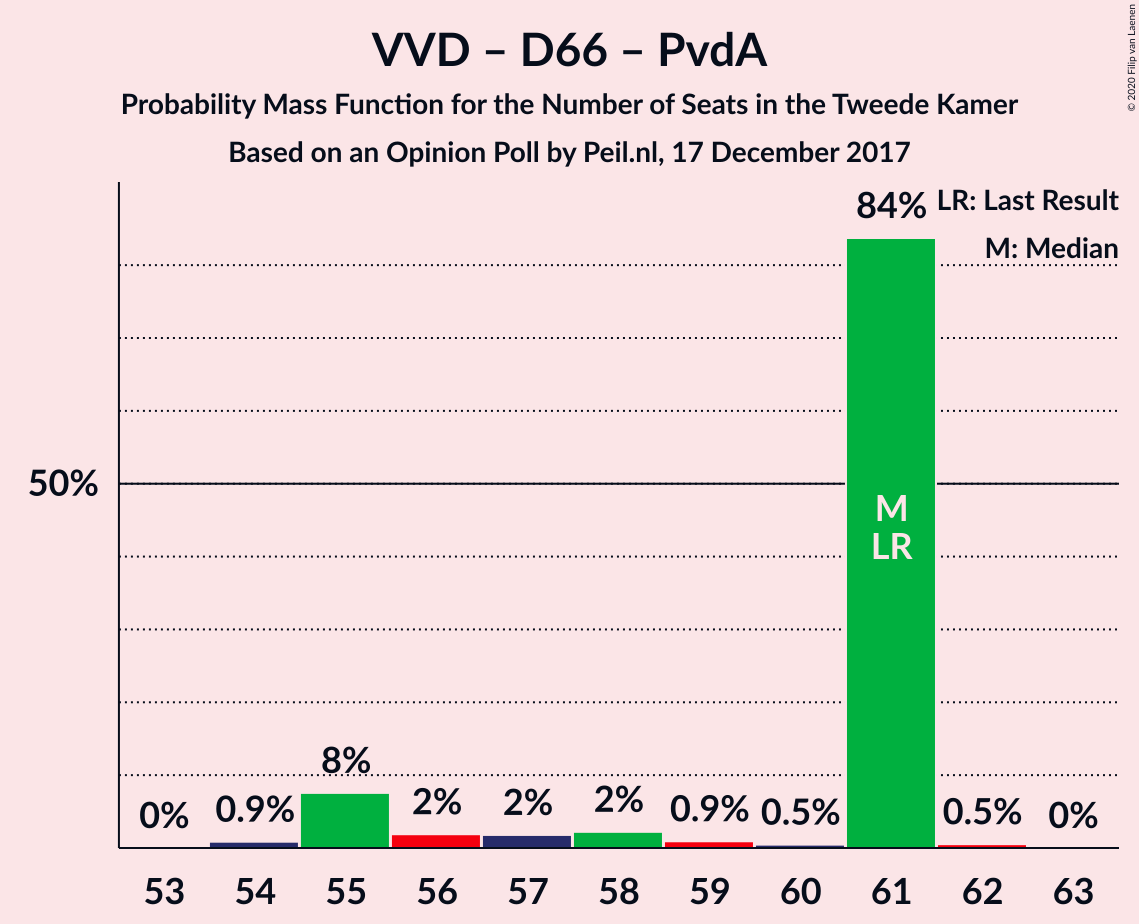 VVD – D66 – PvdA
Probability Mass Function for the Number of Seats in the Tweede Kamer
Based on an Opinion Poll by Peil.nl, 17 December 2017
© 2020 Filip van Laenen
LR: Last Result
M: Median
84%
50%
M
LR
8%
0%
0.9%
2%
2%
2%
0.9%
0.5%
0.5%
0%
53 54 55 56 57 58 59 60 61 62 63